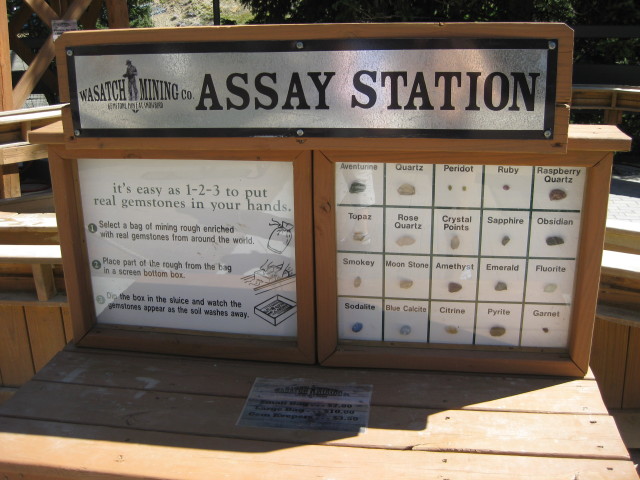 WASATCH MINING CO.
ASSAY STATION
it's easy as 1-2-3 to put
real gemstones in your hands.
1 Select a bag of mining rough enriched
with real gemstones from around the world.
2 Place part of the rough from the bag
in a screen bottom box.
3 Dip the box in the sluice and watch the
gemstones appear as the soil washes away.
Aventurine Quartz Peridot Ruby Raspberry Quartz
Topaz Rose Quartz Crystal Points Sapphire Obsidian
Smokey Moon Stone Amethyst Emerald Fluorite
Sodalite Blue Calcite Citrine Pyrite Garnet
WASATCH MINING
Large Bag